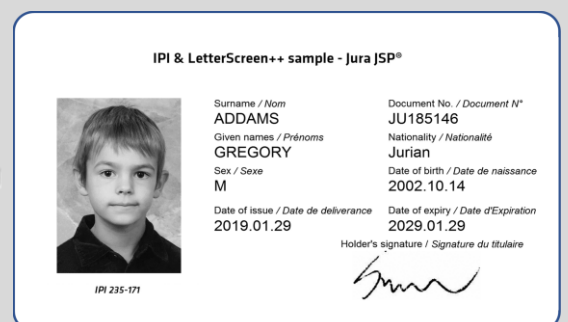 IPI & LetterScreen++ sample - Jura JSP®
Surname / Nom
ADDAMS
Document No. / Document N°
JU185146
Given names / Prénoms
GREGORY
Nationality / Nationalité
Jurian
Sex / Sexe
M
Date of birth / Date de naissance
2002.10.14
Date of issue / Date de deliverance
2019.01.29
Date of expiry / Date d'Expiration
2029.01.29
Holder's signature / Signature du titulaire
IPI 235-171